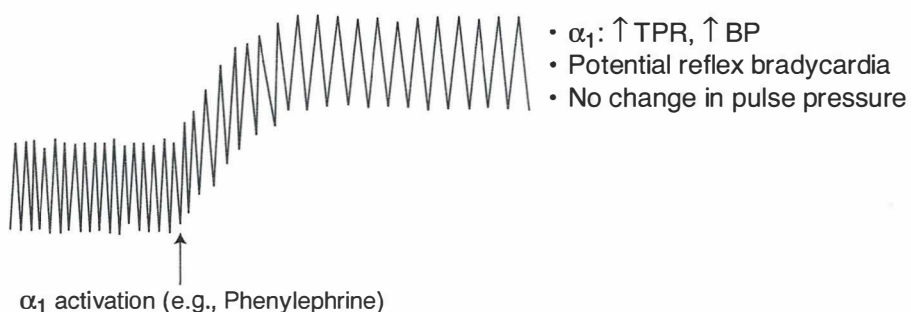 • α₁: ↑ TPR, ↑ BP
• Potential reflex bradycardia
• No change in pulse pressure
α₁ activation (e.g., Phenylephrine)